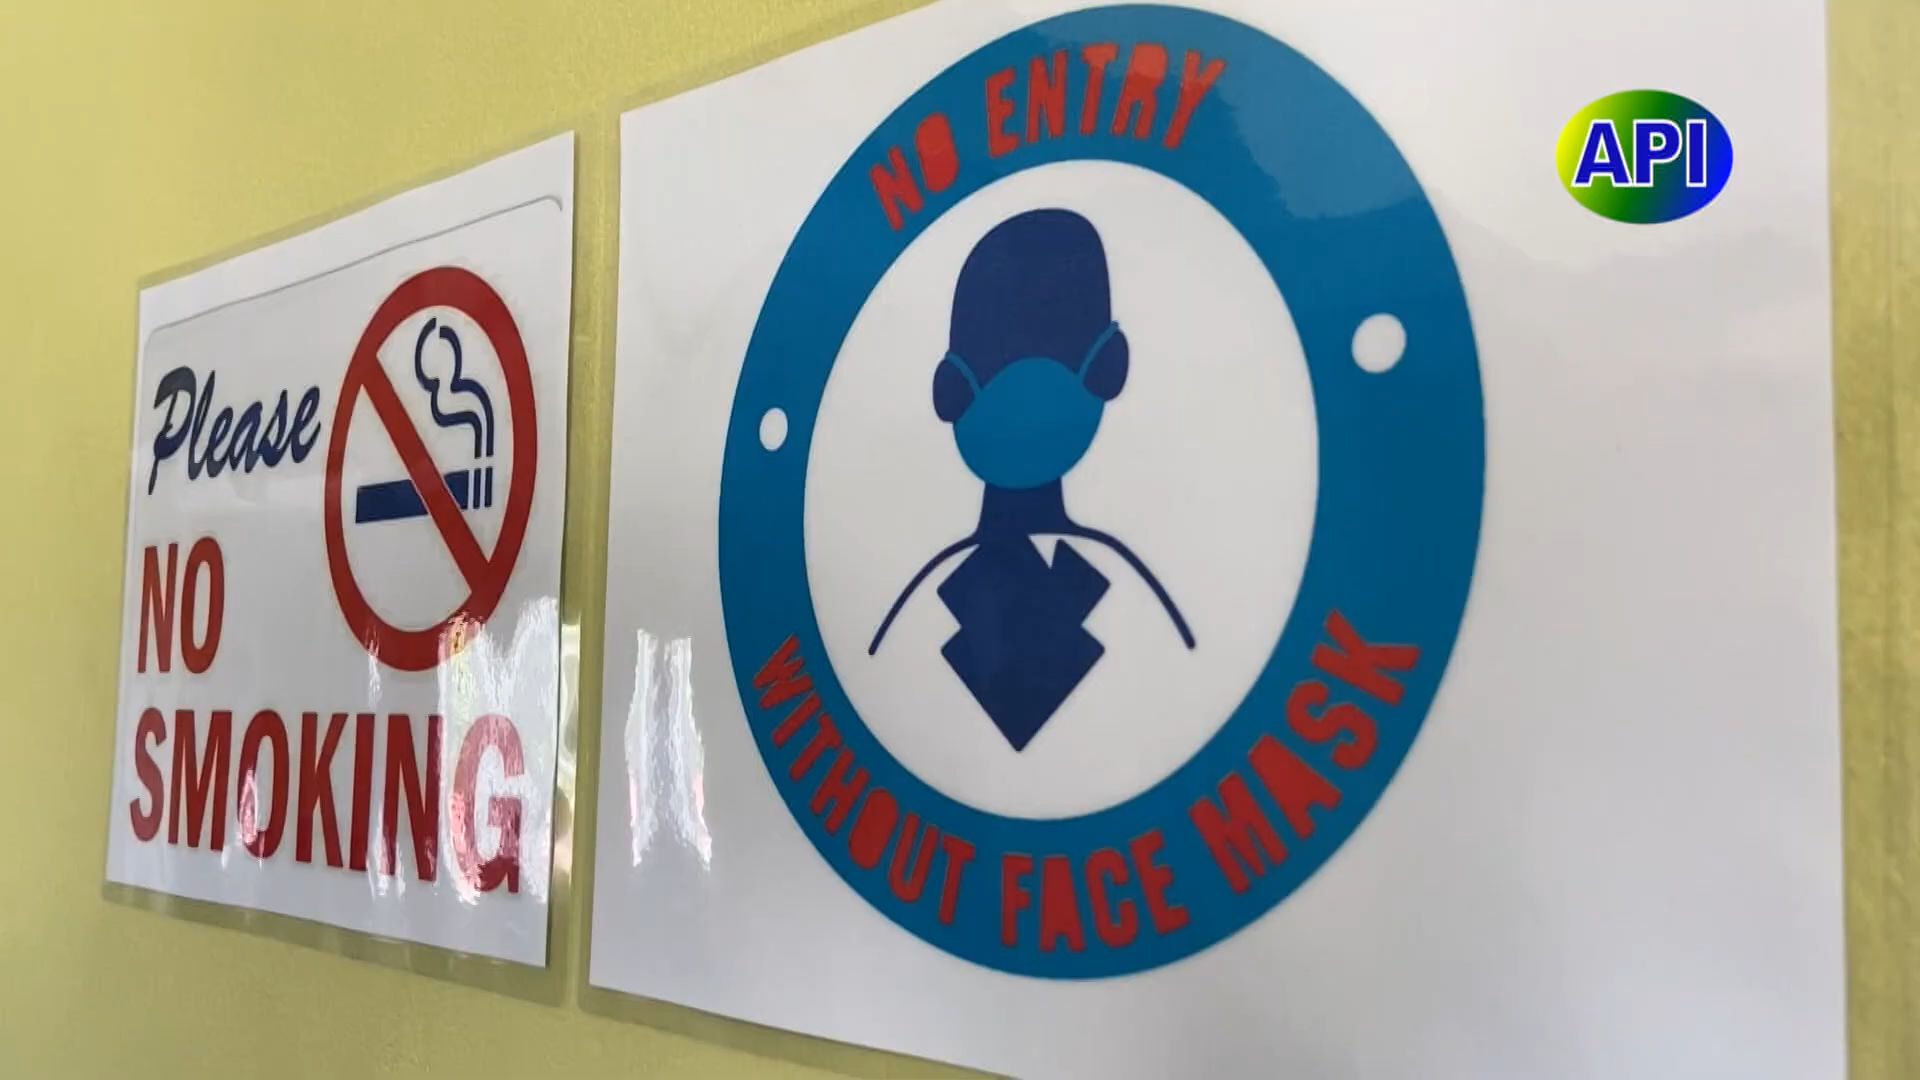 Please
NO
SMOKING
NO ENTRY
WITHOUT FACE MASK
API